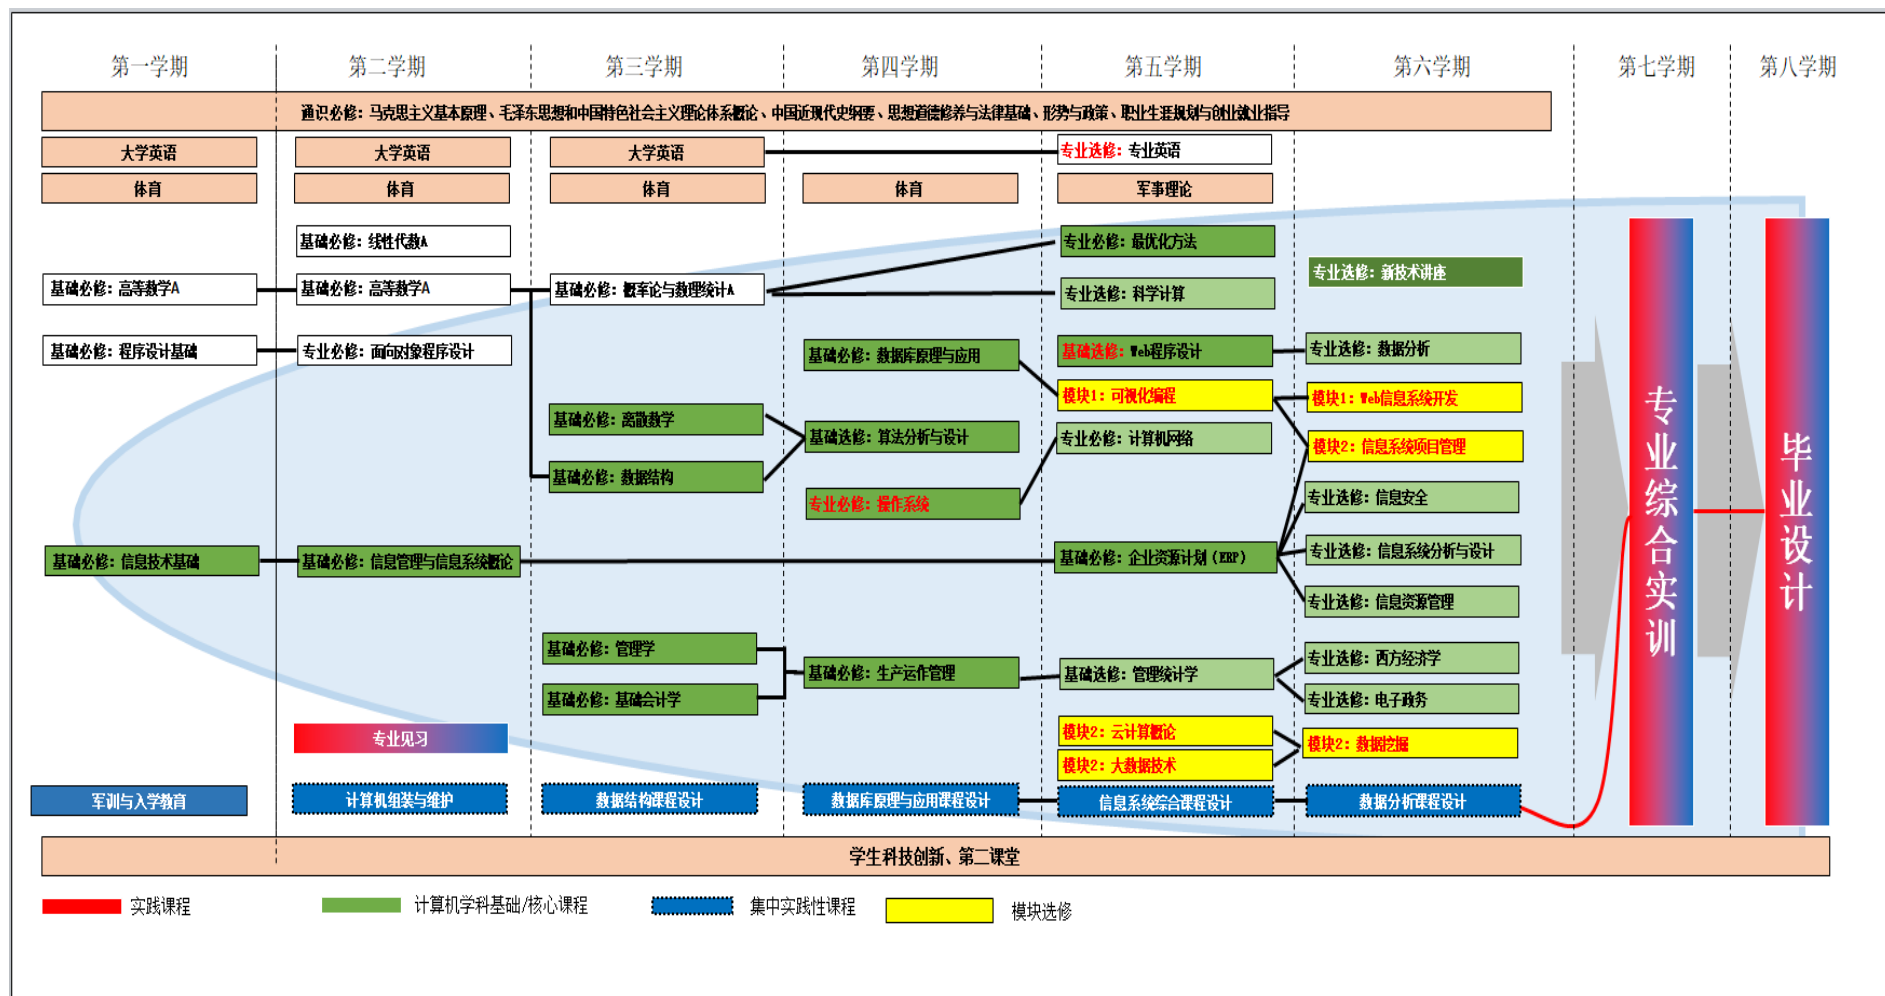 第一学期
第二学期
第三学期
第四学期
第五学期
第六学期
第七学期
第八学期
通识必修：马克思主义基本原理、毛泽东思想和中国特色社会主义理论体系概论、中国近现代史纲要、思想道德修养与法律基础、形势与政策、职业生涯规划与创业就业指导
大学英语
大学英语
大学英语
专业选修：专业英语
体育
体育
体育
体育
军事理论
基础必修：线性代数A
专业必修：最优化方法
专业选修：新技术讲座
基础必修：高等数学A
基础必修：高等数学A
基础必修：概率论与数理统计A
专业选修：科学计算
基础必修：程序设计基础
专业必修：面向对象程序设计
基础必修：数据库原理与应用
基础选修：Web程序设计
专业选修：数据分析
模块1：可视化编程
模块1：Web信息系统开发
基础必修：离散数学
基础选修：算法分析与设计
专业必修：计算机网络
模块2：信息系统项目管理
基础必修：数据结构
专业必修：操作系统
专业选修：信息安全
基础必修：信息技术基础
基础必修：信息管理与信息系统概论
基础必修：企业资源计划（ERP）
专业选修：信息系统分析与设计
专业选修：信息资源管理
基础必修：管理学
基础必修：基础会计学
基础必修：生产运作管理
基础选修：管理统计学
专业选修：西方经济学
专业选修：电子政务
专业见习
模块2：云计算概论
模块2：大数据技术
模块2：数据挖掘
军训与入学教育
计算机组装与维护
数据结构课程设计
数据库原理与应用课程设计
信息系统综合课程设计
数据分析课程设计
专业综合实训
毕业设计
学生科技创新、第二课堂
实践课程
计算机学科基础/核心课程
集中实践性课程
模块选修